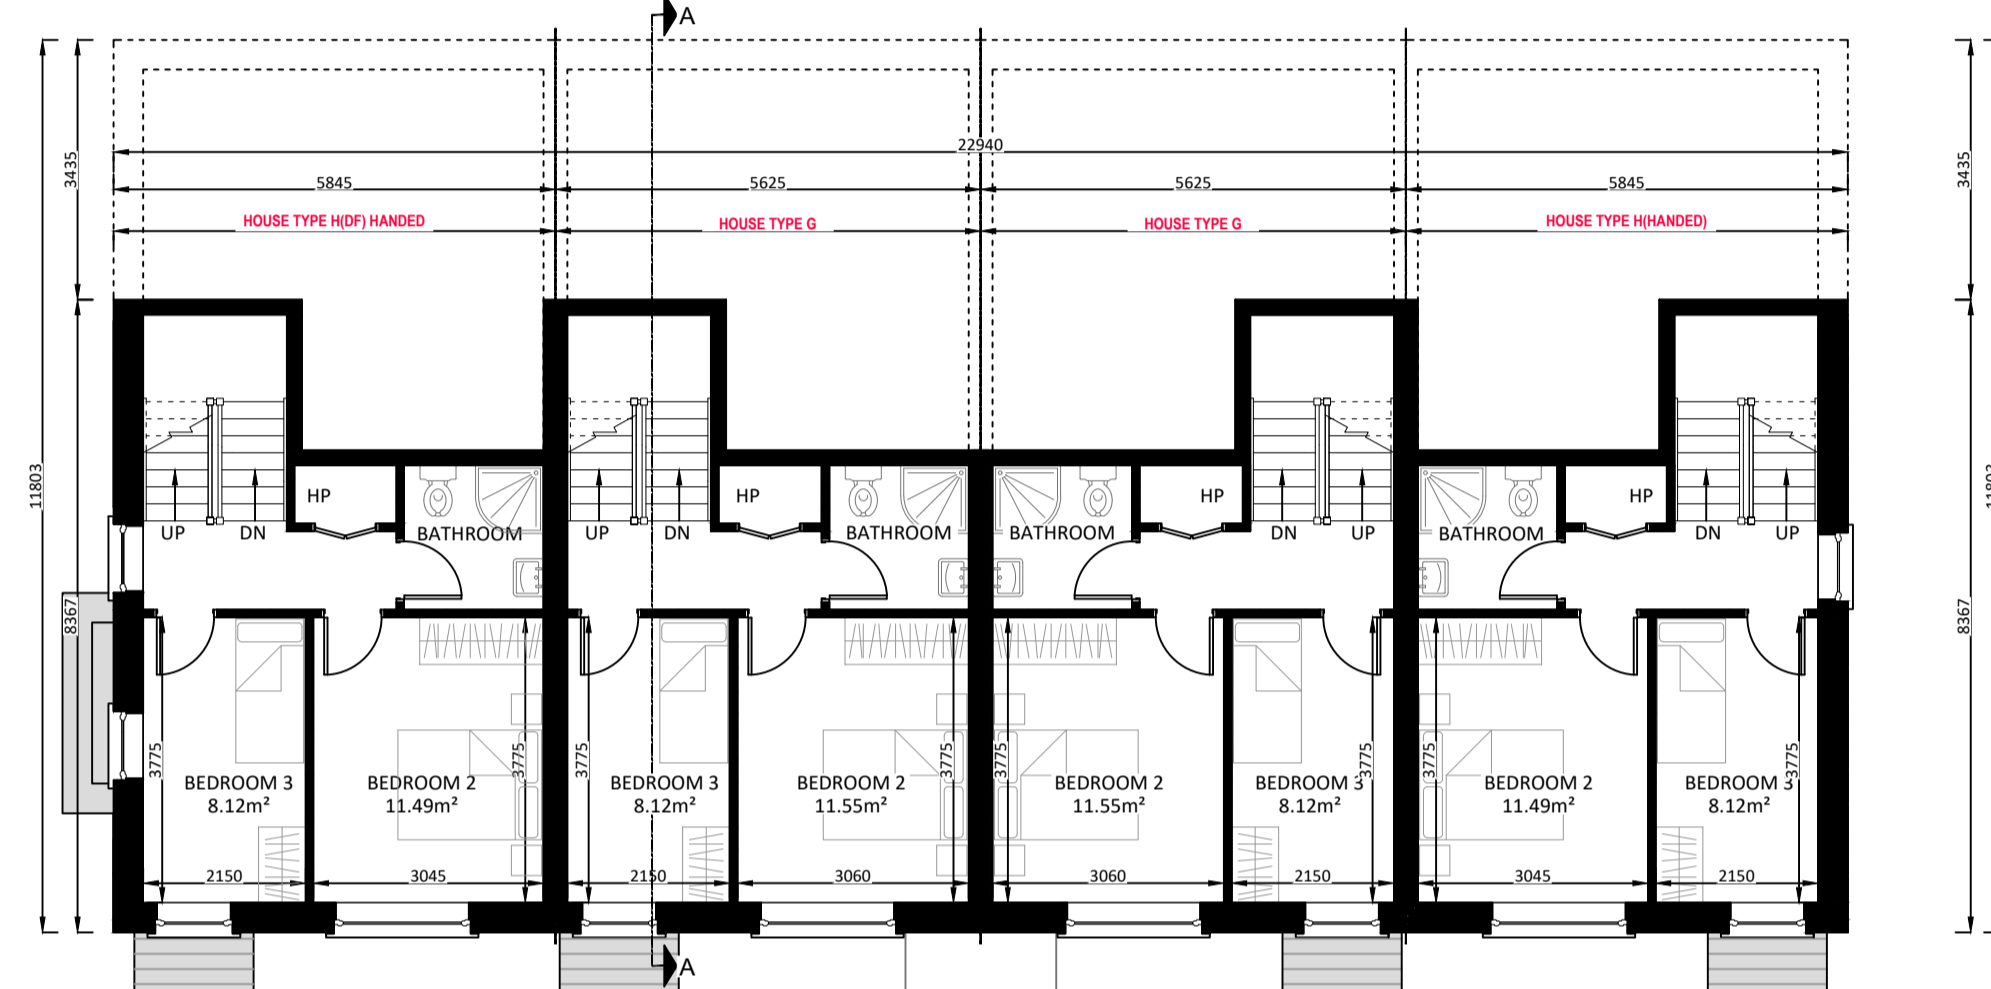 A
22940
3435
5845
5625
5625
5845
3435
HOUSE TYPE H(DF) HANDED
HOUSE TYPE G
HOUSE TYPE G
HOUSE TYPE H(HANDED)
11803
11803
HP
HP
HP
HP
UP
DN
BATHROOM
UP
DN
BATHROOM
BATHROOM
DN
UP
BATHROOM
DN
UP
8367
8367
3775
3775
3775
3775
3775
3775
3775
3775
BEDROOM 3
8.12m²
BEDROOM 2
11.49m²
BEDROOM 3
8.12m²
BEDROOM 2
11.55m²
BEDROOM 2
11.55m²
BEDROOM 3
8.12m²
BEDROOM 2
11.49m²
BEDROOM 3
8.12m²
2150
3045
2150
3060
3060
2150
3045
2150
A